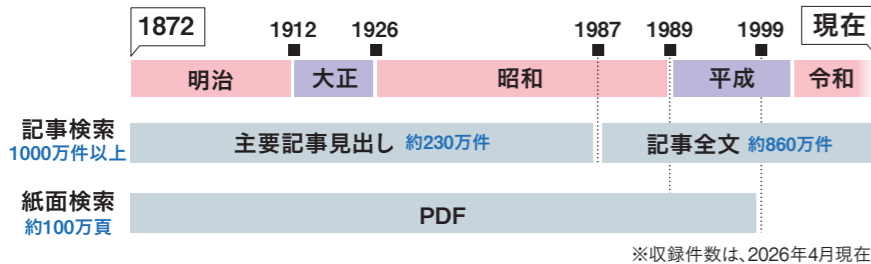 1872 1912 1926 1987 1989 1999 現在
明治 大正 昭和 平成 令和
記事検索
1000万件以上
主要記事見出し 約230万件 記事全文 約860万件
紙面検索
約100万頁
PDF
※収録件数は、2026年4月現在